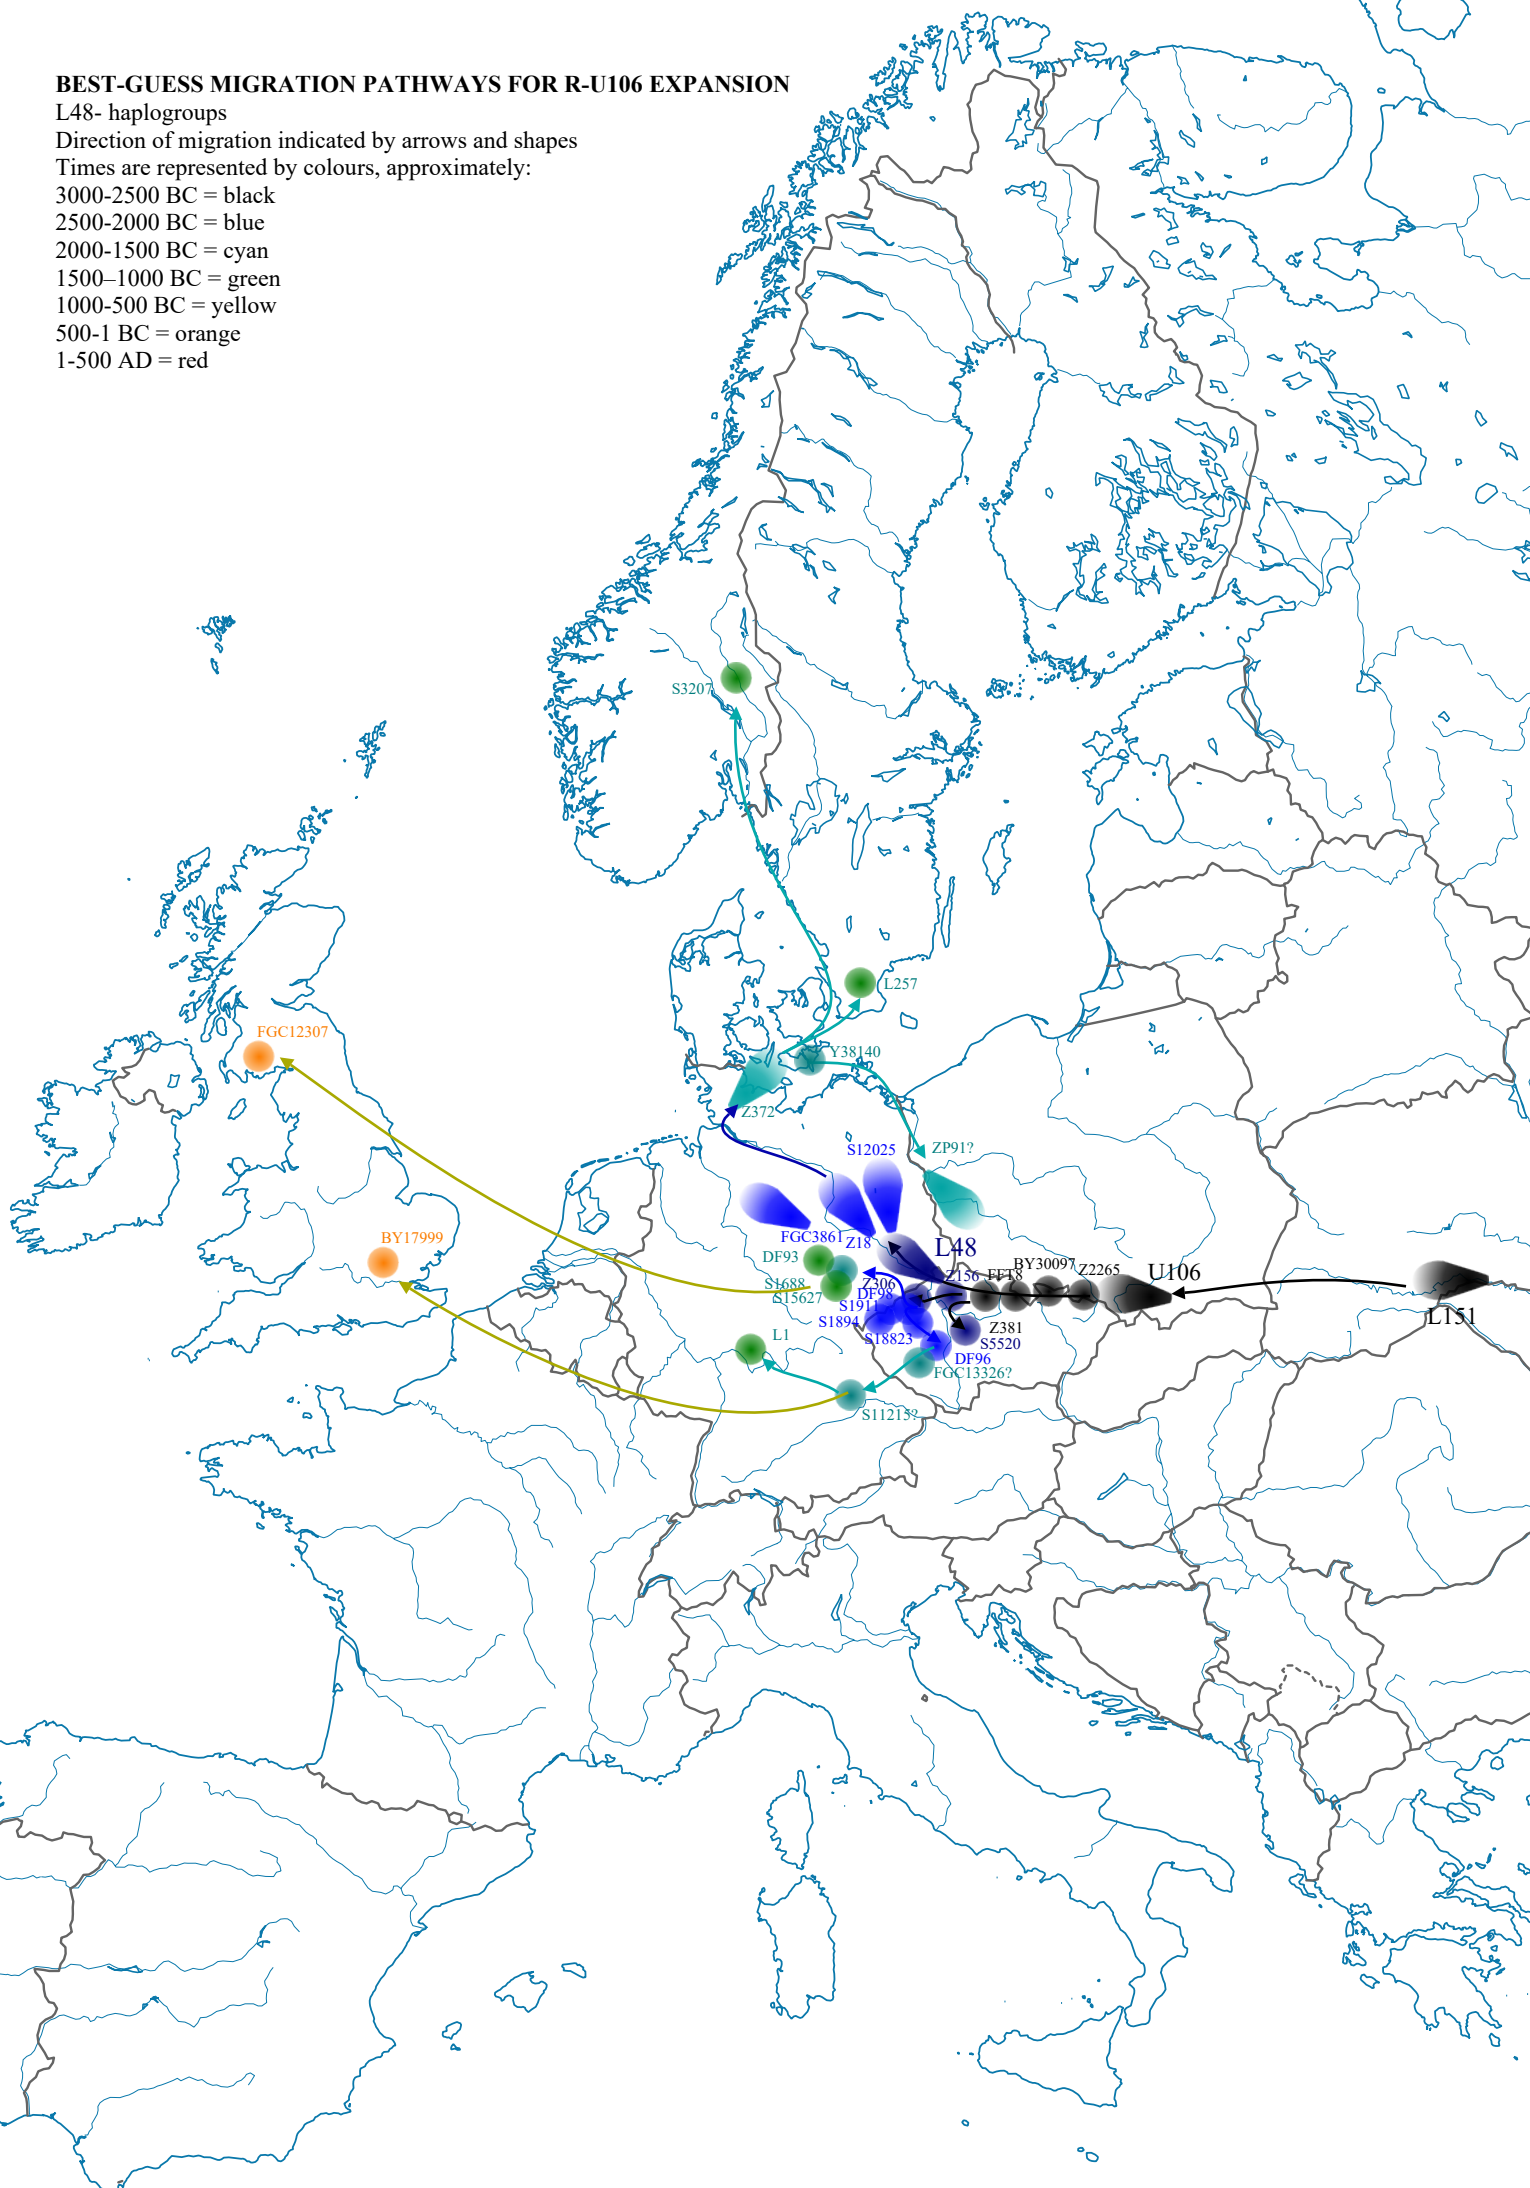 BEST-GUESS MIGRATION PATHWAYS FOR R-U106 EXPANSION
L48- haplogroups
Direction of migration indicated by arrows and shapes
Times are represented by colours, approximately:
3000-2500 BC = black
2500-2000 BC = blue
2000-1500 BC = cyan
1500–1000 BC = green
1000-500 BC = yellow
500-1 BC = orange
1-500 AD = red
S3207
L257
FGC12307
Y38140
Z372
S12025
ZP91?
FGC3861
Z18
BY17999
L48
DF93
BY30097
Z2265
U106
FFT8
Z156
S1688
Z306
S15627
DF98
S1911
L151
S1894
Z381
L1
S18823
S5520
DF96
FGC13326?
S11215?